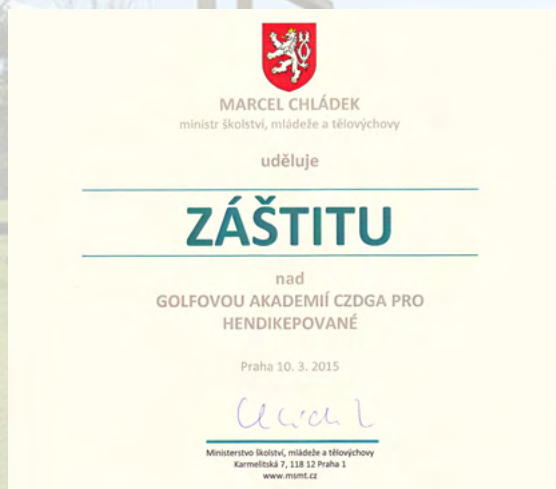 MARCEL CHLÁDEK
ministr školství, mládeže a tělovýchovy
uděluje
ZÁŠTITU
nad
GOLFOVOU AKADEMIÍ CZDGA PRO
HENDIKEPOVANÉ
Praha 10. 3. 2015
Ministerstvo školství, mládeže a tělovýchovy
Karmelitská 7, 118 12 Praha 1
www.msmt.cz